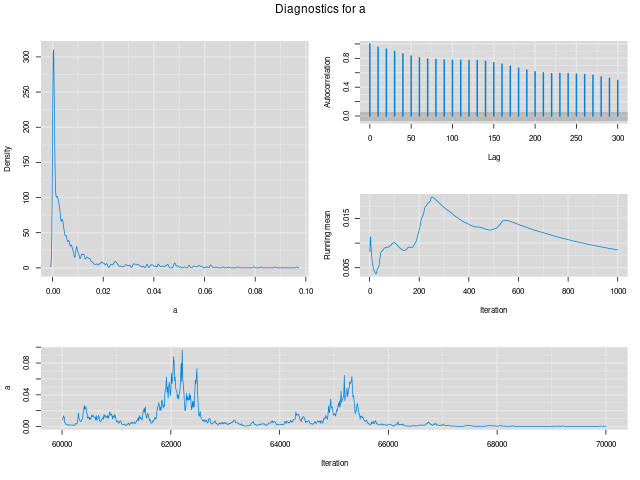 Diagnostics for a
Density
0 50 100 150 200 250 300
0.00 0.02 0.04 0.06 0.08 0.10
a
Autocorrelation
0.0 0.4 0.8
0 50 100 150 200 250 300
Lag
Running mean
0.005 0.015
0 200 400 600 800 1000
Iteration
a
0.00 0.04 0.08
60000 62000 64000 66000 68000 70000
Iteration